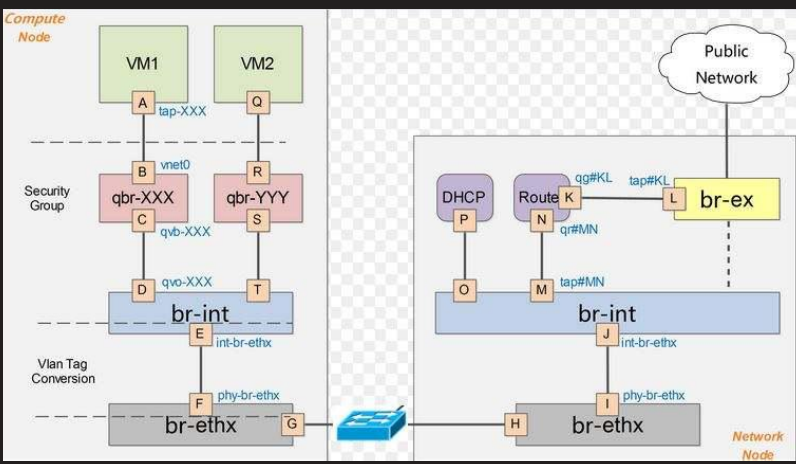 Compute
Node
VM1
VM2
A
tap-XXX
Q
B
vnet0
R
Security
Group
qbr-XXX
qbr-YYY
C
qvb-XXX
S
D
qvo-XXX
T
br-int
E
int-br-ethx
Vlan Tag
Conversion
F
phy-br-ethx
br-ethx
G
Public
Network
DHCP
Route
K
qg#KL
tap#KL
L
br-ex
P
N
qr#MN
O
M
tap#MN
br-int
J
int-br-ethx
I
phy-br-ethx
H
br-ethx
Network
Node